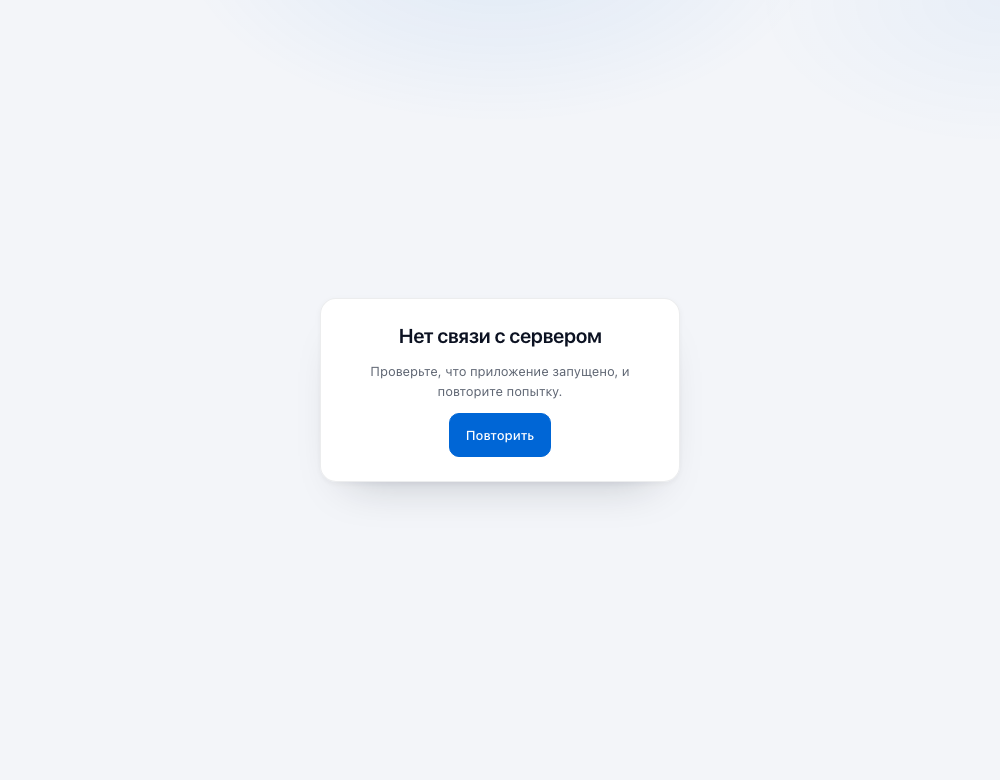 Нет связи с сервером
Проверьте, что приложение запущено, и
повторите попытку.
Повторить